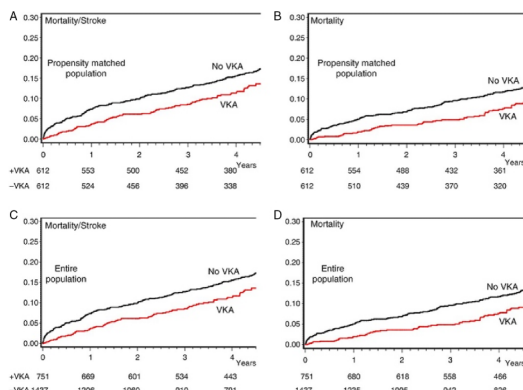 A
Mortality/Stroke
0.30
0.25
0.20
0.15
0.10
0.05
0.00
Propensity matched
population
No VKA
VKA
0 1 2 3 4
Years
+VKA 612 553 500 452 380
−VKA 612 524 456 396 338
B
Mortality
0.30
0.25
0.20
0.15
0.10
0.05
0.00
Propensity matched
population
No VKA
VKA
0 1 2 3 4
Years
612 554 488 432 361
612 510 439 370 320
C
Mortality/Stroke
0.30
0.25
0.20
0.15
0.10
0.05
0.00
Entire
population
No VKA
VKA
0 1 2 3 4
Years
+VKA 751 669 601 534 443
D
Mortality
0.30
0.25
0.20
0.15
0.10
0.05
0.00
Entire
population
No VKA
VKA
0 1 2 3 4
Years
751 680 618 558 466